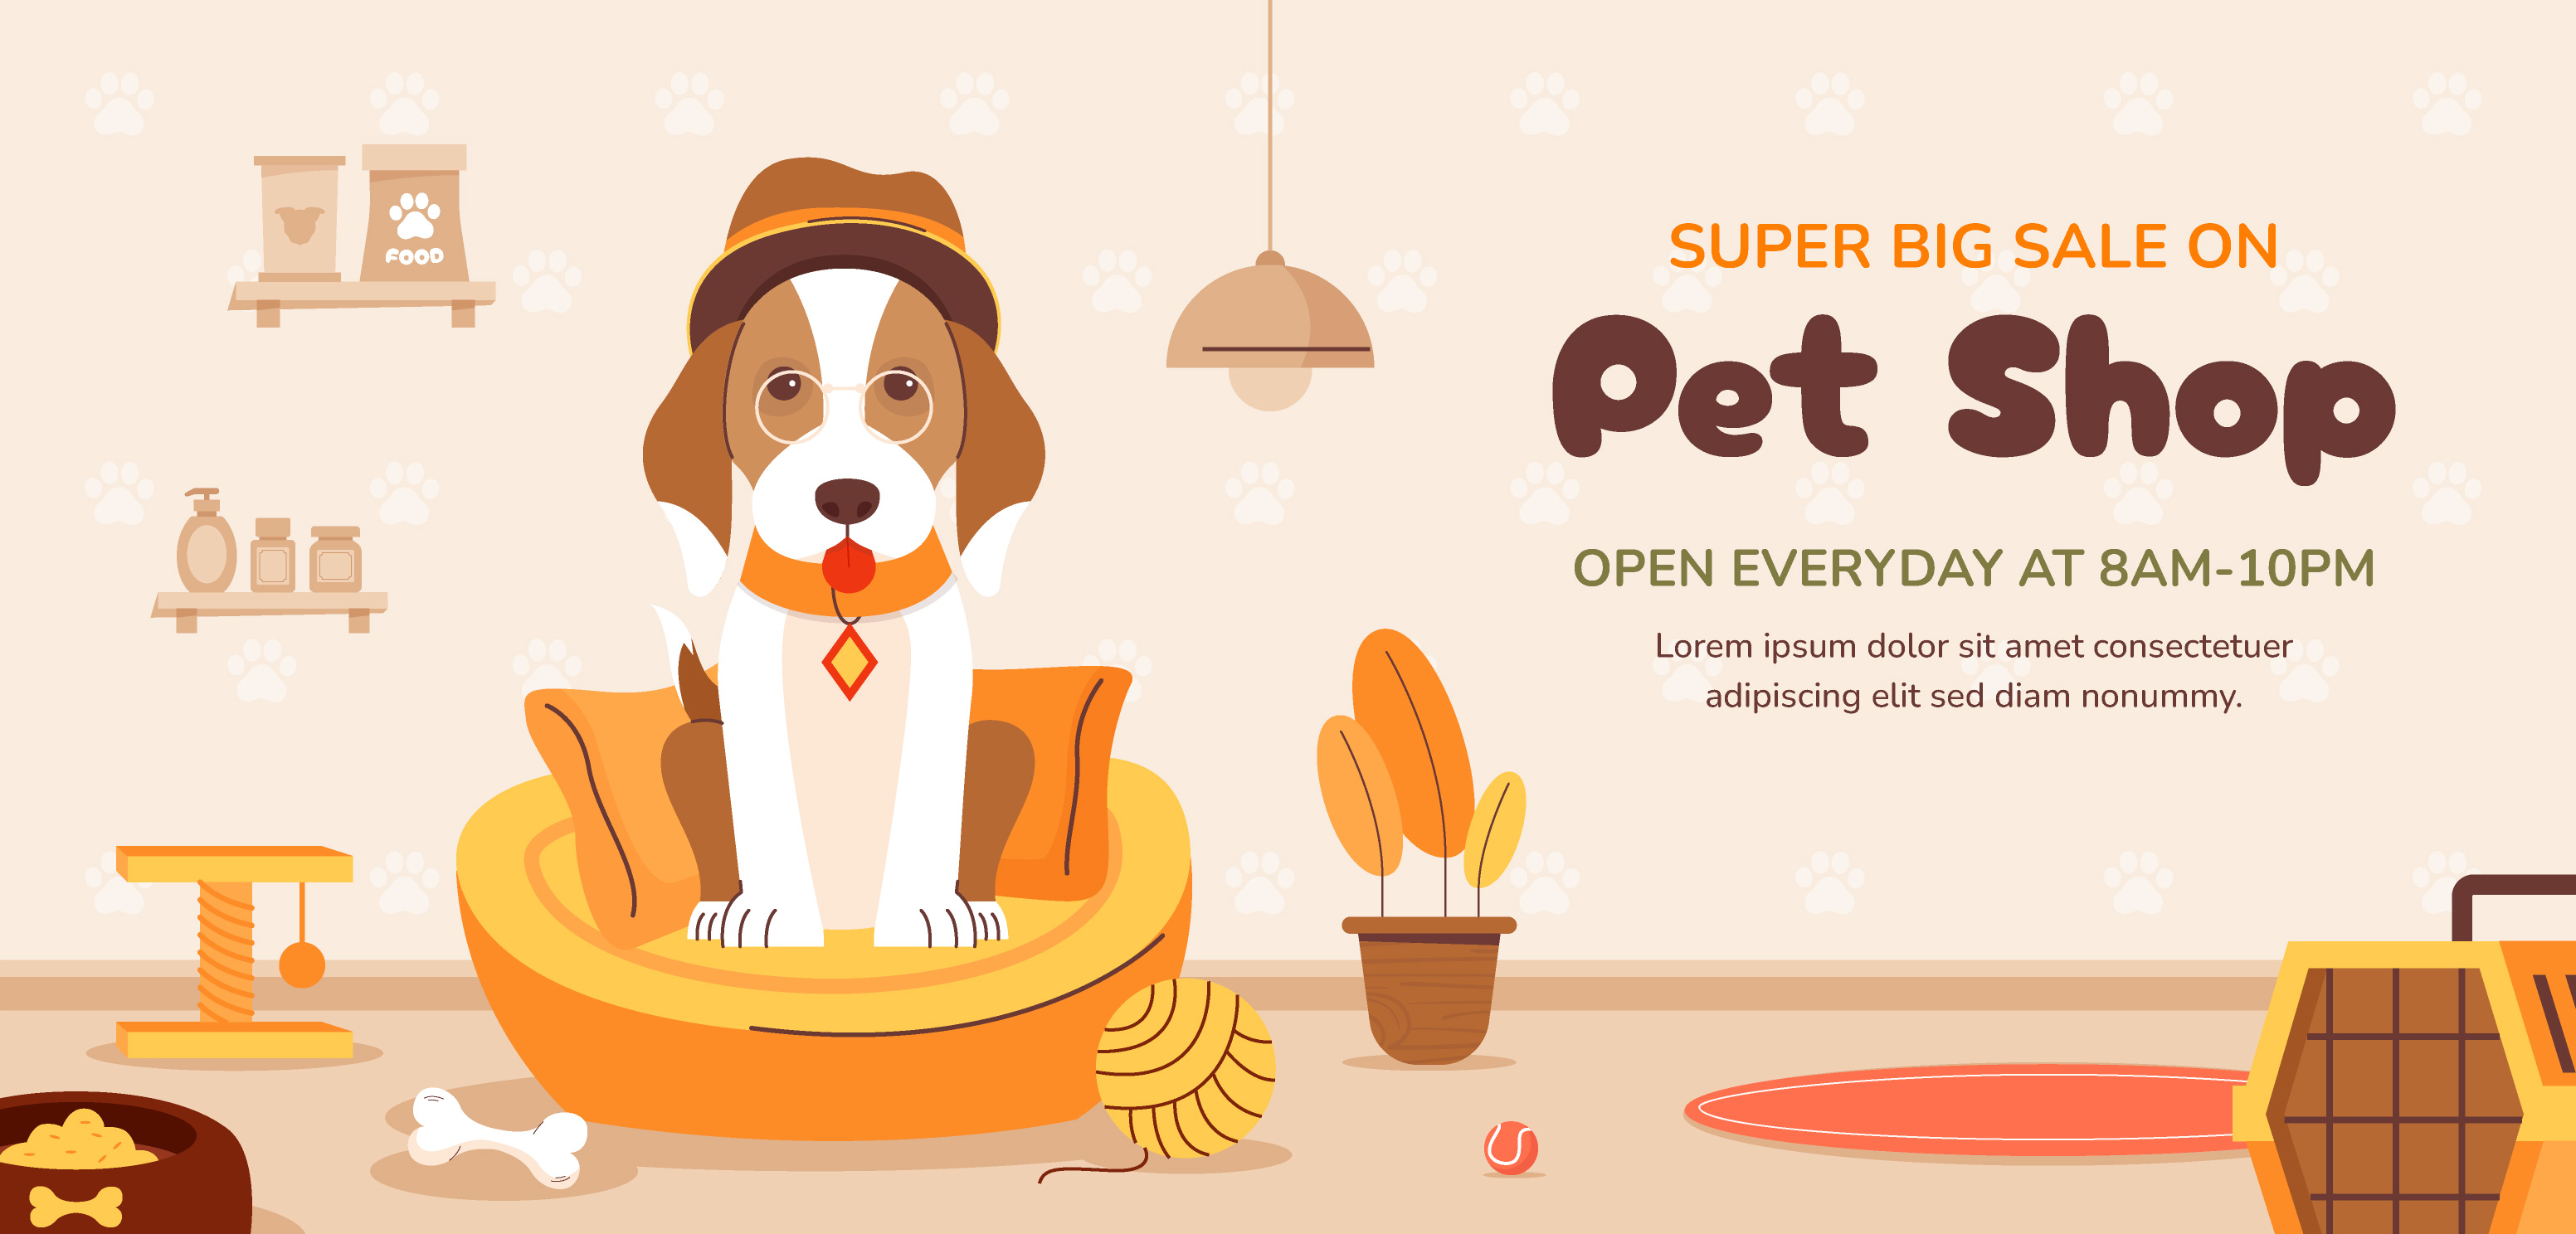 FOOD
SUPER BIG SALE ON
Pet Shop
OPEN EVERYDAY AT 8AM-10PM
Lorem ipsum dolor sit amet consectetuer
adipiscing elit sed diam nonummy.